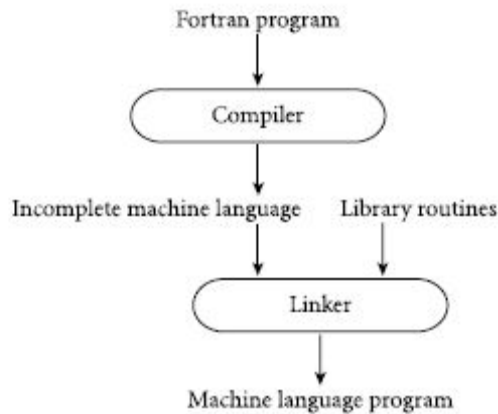 Fortran program
Compiler
Incomplete machine language
Library routines
Linker
Machine language program